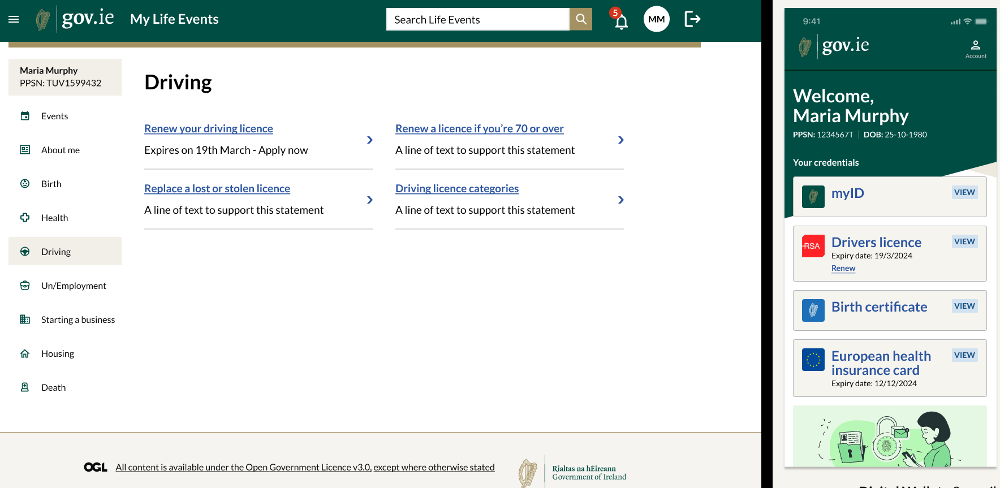 gov.ie
My Life Events
Search Life Events
5
MM
Maria Murphy
PPSN: TUV1599432
Events
About me
Birth
Health
Driving
Un/Employment
Starting a business
Housing
Death
Driving
Renew your driving licence
Expires on 19th March - Apply now
Renew a licence if you’re 70 or over
A line of text to support this statement
Replace a lost or stolen licence
A line of text to support this statement
Driving licence categories
A line of text to support this statement
OGL
All content is available under the Open Government Licence v3.0, except where otherwise stated
Rialtas na hÉireann
Government of Ireland
9:41
gov.ie
Account
Welcome,
Maria Murphy
PPSN: 1234567T | DOB: 25-10-1980
Your credentials
myID
VIEW
RSA
Drivers licence
VIEW
Expiry date: 19/3/2024
Renew
Birth certificate
VIEW
European health
insurance card
VIEW
Expiry date: 12/12/2024